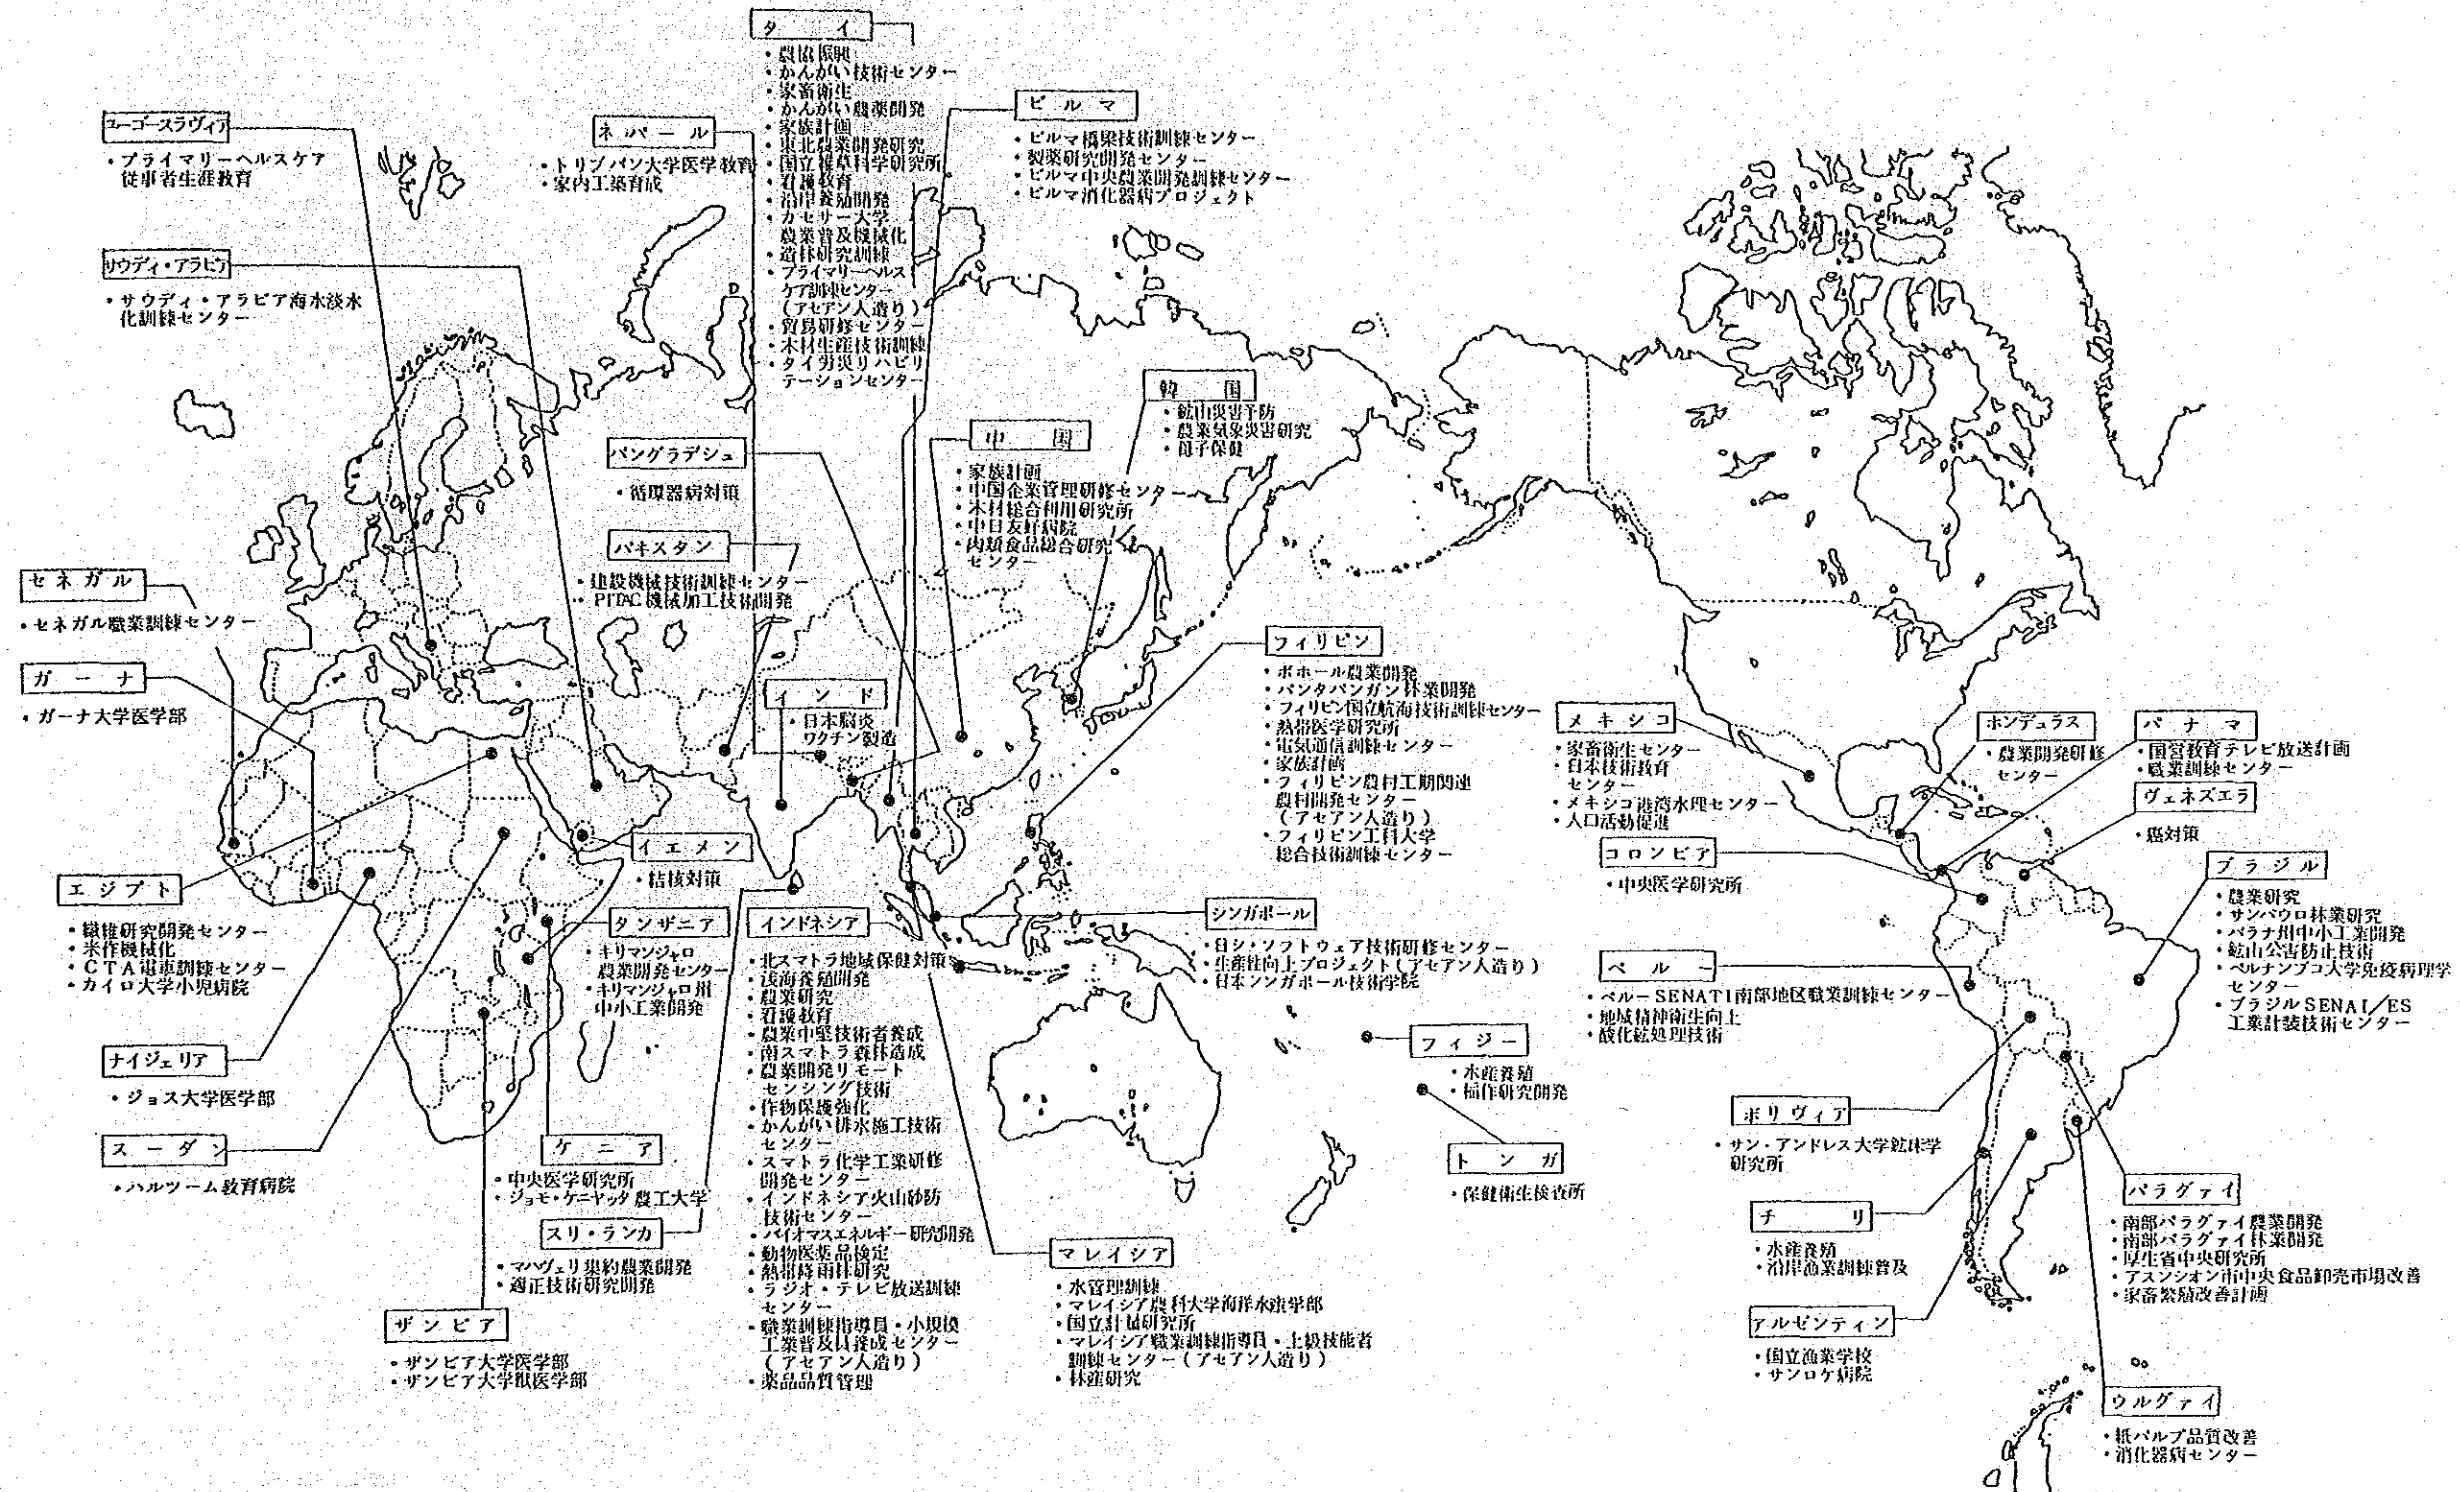 タイ
・農協振興
・かんがい技術センター
・家畜衛生
・かんがい農業開発
・家族計画
・東北農業開発研究
・国立雑草科学研究所
・看護教育
・沿岸養殖開発
・カセサート大学
農業普及機械化
・造林研究訓練
・プライマリーヘルス
ケア訓練センター
(アセアン人造り)
・貿易研修センター
・木材生産技術訓練
・タイ労災リハビリ
テーションセンター
ビルマ
・ビルマ橋梁技術訓練センター
・製薬研究開発センター
・ビルマ中央農業開発訓練センター
・ビルマ消化器病プロジェクト
ユーゴースラヴィア
・プライマリーヘルスケア
従事者生涯教育
ネパール
・トリブバン大学医学教育
・家内工業育成
サウディ・アラビア
・サウディ・アラビア海水淡水
化訓練センター
韓国
・鉱山災害予防
・農業気象災害研究
・母子保健
中国
・家族計画
・中国企業管理研修センター
・木材総合利用研究所
・中日友好病院
・肉類食品総合研究
センター
バングラデシュ
・循環器病対策
パキスタン
・建設機械技術訓練センター
・PITAC機械加工技術開発
セネガル
・セネガル職業訓練センター
ガーナ
・ガーナ大学医学部
インド
・日本脳炎
ワクチン製造
フィリピン
・ボホール農業開発
・パンタバンガン林業開発
・フィリピン国立航海技術訓練センター
・熱帯医学研究所
・電気通信訓練センター
・家族計画
・フィリピン農村工期関連
農村開発センター
(アセアン人造り)
・フィリピン工科大学
総合技術訓練センター
メキシコ
・家畜衛生センター
・日本技術教育
センター
・メキシコ港湾水理センター
・人口活動促進
ホンデュラス
・農業開発研修
センター
パナマ
・国営教育テレビ放送計画
・職業訓練センター
ヴェネズエラ
・癌対策
コロンビア
・中央医学研究所
ブラジル
・農業研究
・サンパウロ林業研究
・パラナ州中小工業開発
・鉱山公害防止技術
・ペルナンブコ大学免疫病理学
センター
・ブラジルSENAI/ES
工業計装技術センター
イエメン
・結核対策
エジプト
・繊維研究開発センター
・米作機械化
・CTA電車訓練センター
・カイロ大学小児病院
タンザニア
・キリマンジャロ
農業開発センター
・キリマンジャロ州
中小工業開発
インドネシア
・北スマトラ地域保健対策
・浅海養殖開発
・農業研究
・看護教育
・農業中堅技術者養成
・南スマトラ森林造成
・農業開発リモート
センシング技術
・作物保護強化
・かんがい排水施工技術
センター
・スマトラ化学工業研修
開発センター
・インドネシア火山砂防
技術センター
・バイオマスエネルギー研究開発
・動物医薬品検定
・熱帯降雨林研究
・ラジオ・テレビ放送訓練
センター
・職業訓練指導員・小規模
工業普及員養成センター
(アセアン人造り)
・薬品品質管理
シンガポール
・日シ・ソフトウェア技術研修センター
・生産性向上プロジェクト(アセアン人造り)
・日本シンガポール技術学院
ペルー
・ペルーSENATI南部地区職業訓練センター
・地域精神衛生向上
・酸化鉱処理技術
フィジー
・水産養殖
・稲作研究開発
ナイジェリア
・ジョス大学医学部
スーダン
・ハルツーム教育病院
ケニア
・中央医学研究所
・ジョモ・ケニヤッタ農工大学
トンガ
・保健衛生検査所
ボリヴィア
・サン・アンドレス大学鉱床学
研究所
スリ・ランカ
・マハヴェリ集約農業開発
・適正技術研究開発
マレイシア
・水管理訓練
・マレイシア農科大学海洋水産学部
・国立計量研究所
・マレイシア職業訓練指導員・上級技能者
訓練センター(アセアン人造り)
・林産研究
チリ
・水産養殖
・沿岸漁業訓練普及
パラグァイ
・南部パラグァイ農業開発
・南部パラグァイ林業開発
・厚生省中央研究所
・アスンシオン市中央食品卸売市場改善
・家畜繁殖改善計画
ザンビア
・ザンビア大学医学部
・ザンビア大学獣医学部
アルゼンティン
・国立漁業学校
・サンロケ病院
ウルグァイ
・紙パルプ品質改善
・消化器病センター